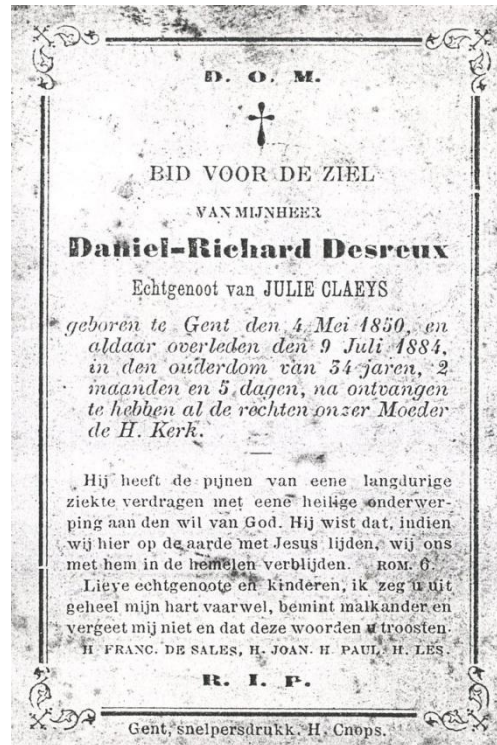 D. O. M.
BID VOOR DE ZIEL
VAN MIJNHEER
Daniel-Richard Desreux
Echtgenoot van JULIE CLAEYS
geboren te Gent den 4 Mei 1850, en
aldaar overleden den 9 Juli 1884,
in den ouderdom van 34 jaren, 2
maanden en 5 dagen, na ontvangen
te hebben al de rechten onzer Moeder
de H. Kerk.
Hij heeft de pijnen van eene langdurige
ziekte verdragen met eene heilige onderwer-
ping aan den wil van God. Hij wist dat, indien
wij hier op de aarde met Jesus lijden, wij ons
met hem in de hemelen verblijden. ROM. 6.
Lieve echtgenoote en kinderen, ik zeg u uit
geheel mijn hart vaarwel, bemint malkander en
vergeet mij niet en dat deze woorden u troosten.
H FRANC. DE SALES, H. JOAN. H PAUL. H. LES.
R. I. P.
Gent, snelpersdrukk. H. Cnops.